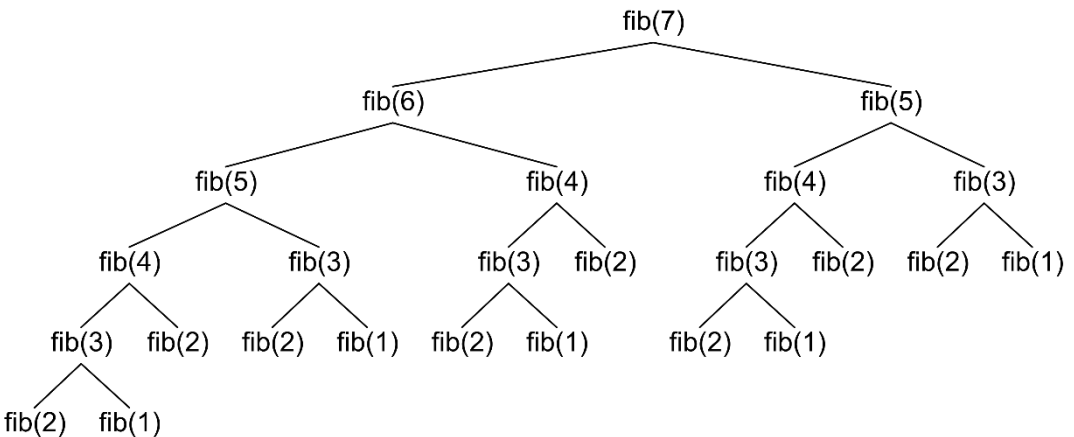 fib(7)
fib(6) fib(5)
fib(5) fib(4) fib(4) fib(3)
fib(4) fib(3) fib(3) fib(2) fib(3) fib(2) fib(2) fib(1)
fib(3) fib(2) fib(2) fib(1) fib(2) fib(1) fib(2) fib(1)
fib(2) fib(1)